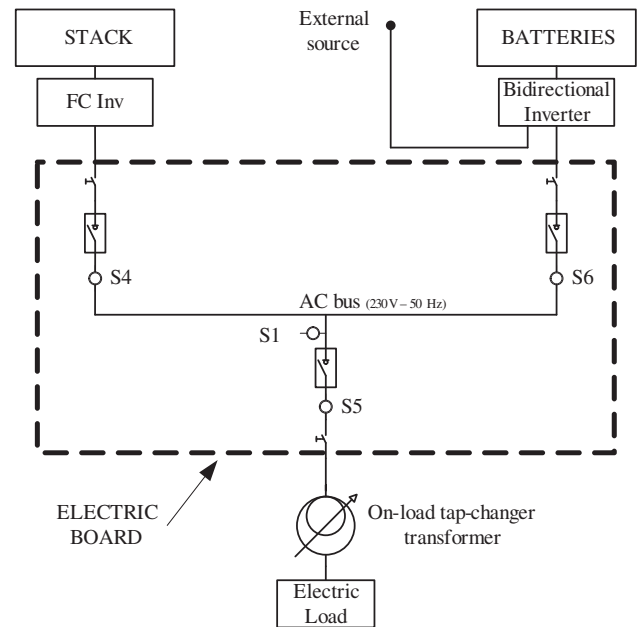 STACK
External
source
BATTERIES
FC Inv
Bidirectional
Inverter
S4
S6
AC bus (230V – 50 Hz)
S1
S5
ELECTRIC
BOARD
On-load tap-changer
transformer
Electric
Load